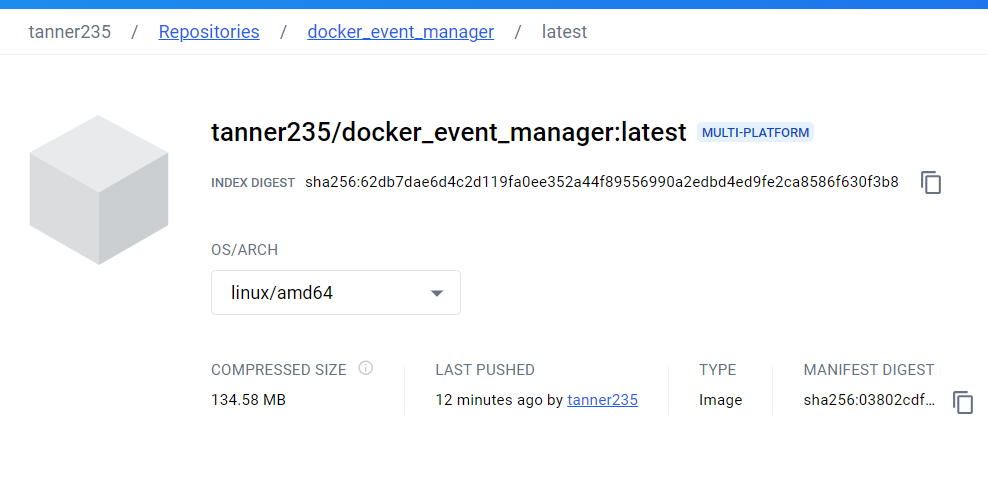 tanner235 / Repositories / docker_event_manager / latest
tanner235/docker_event_manager:latest MULTI-PLATFORM
INDEX DIGEST sha256:62db7dae6d4c2d119fa0ee352a44f89556990a2edbd4ed9fe2ca8586f630f3b8
OS/ARCH
linux/amd64
COMPRESSED SIZE LAST PUSHED TYPE MANIFEST DIGEST
134.58 MB 12 minutes ago by tanner235 Image sha256:03802cdf...